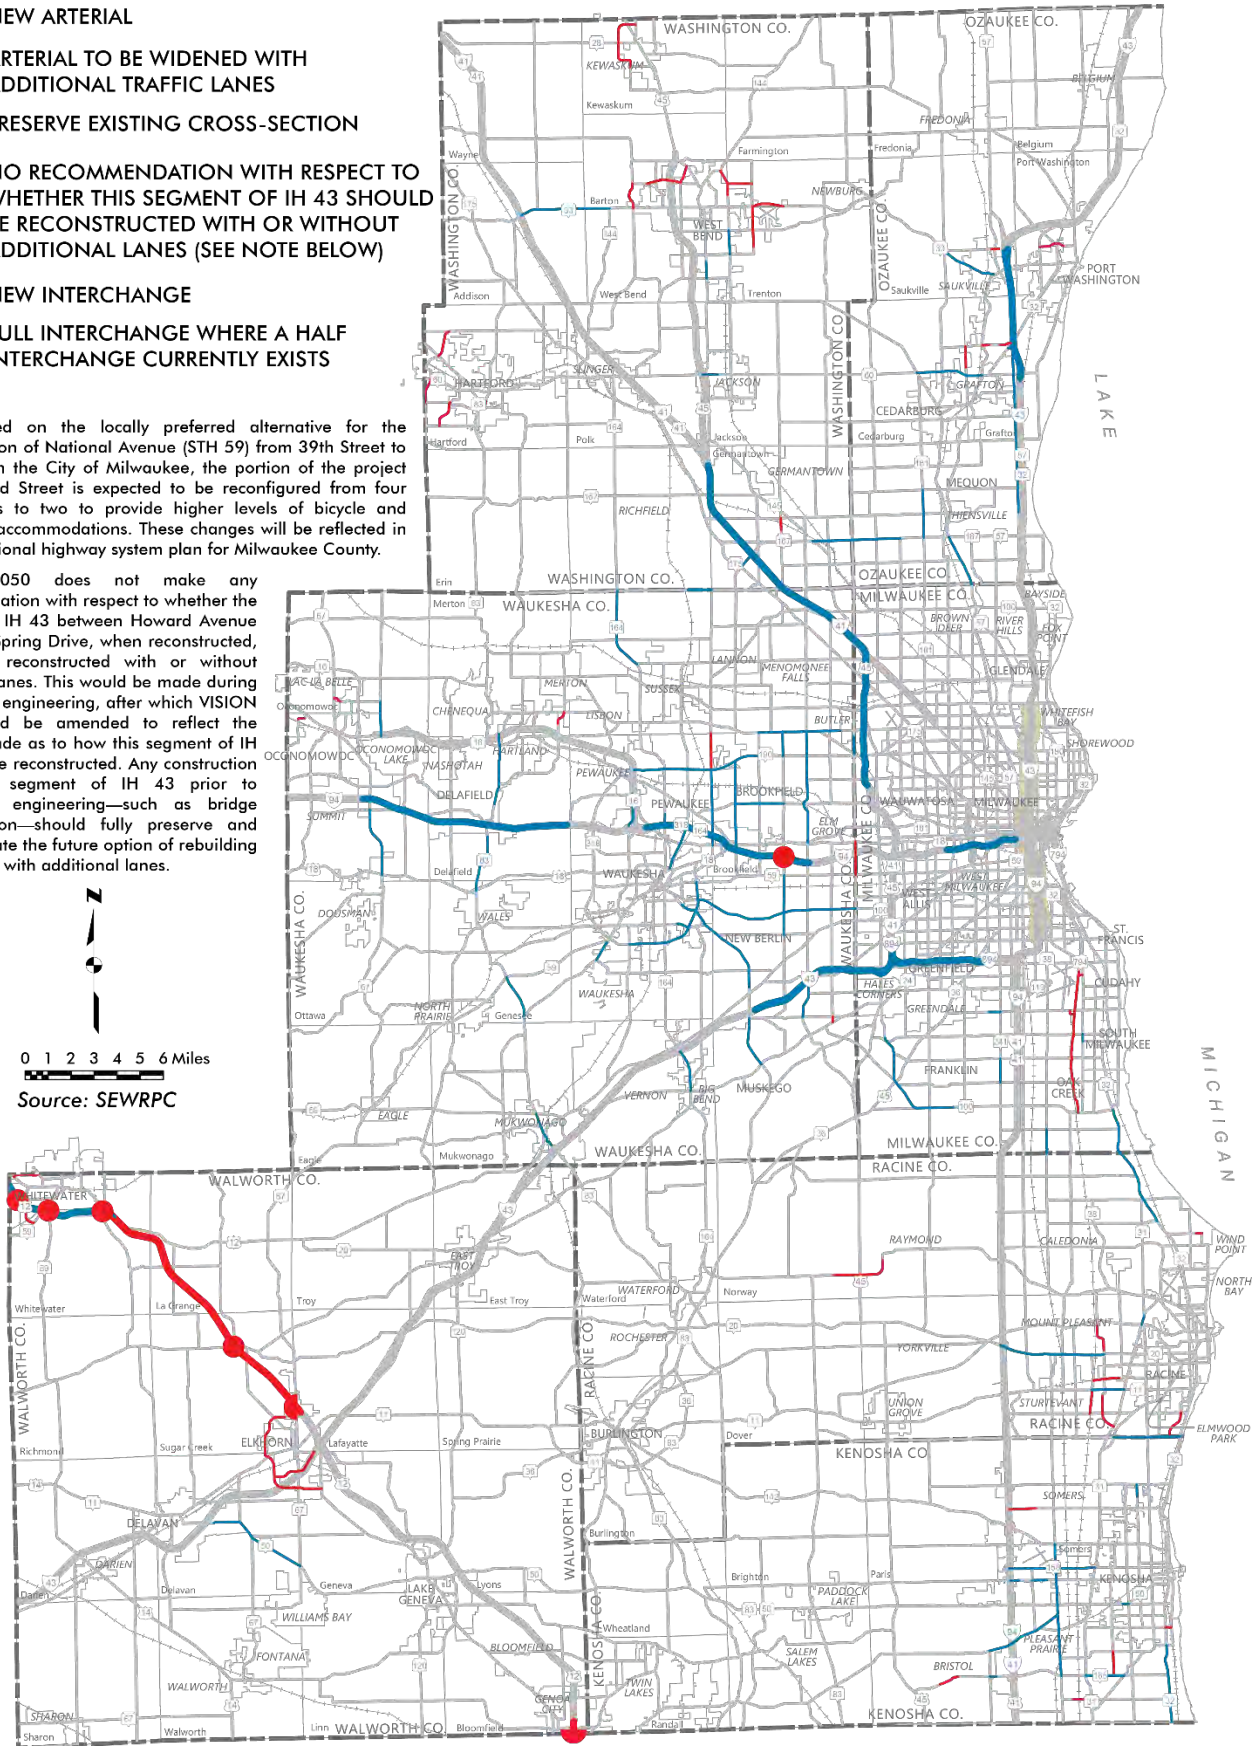 EW ARTERIAL
RTERIAL TO BE WIDENED WITH
DDITIONAL TRAFFIC LANES
RESERVE EXISTING CROSS-SECTION
O RECOMMENDATION WITH RESPECT TO
HETHER THIS SEGMENT OF IH 43 SHOULD
E RECONSTRUCTED WITH OR WITHOUT
DDITIONAL LANES (SEE NOTE BELOW)
EW INTERCHANGE
ULL INTERCHANGE WHERE A HALF
NTERCHANGE CURRENTLY EXISTS
ed on the locally preferred alternative for the
on of National Avenue (STH 59) from 39th Street to
n the City of Milwaukee, the portion of the project
d Street is expected to be reconfigured from four
s to two to provide higher levels of bicycle and
accommodations. These changes will be reflected in
ional highway system plan for Milwaukee County.
050 does not make any
ation with respect to whether the
IH 43 between Howard Avenue
Spring Drive, when reconstructed,
reconstructed with or without
anes. This would be made during
engineering, after which VISION
d be amended to reflect the
de as to how this segment of IH
e reconstructed. Any construction
segment of IH 43 prior to
engineering—such as bridge
on—should fully preserve and
ate the future option of rebuilding
with additional lanes.
N
0 1 2 3 4 5 6 Miles
Source: SEWRPC
WASHINGTON CO.
OZAUKEE CO.
KEWASKUM
BELGIUM
Kewaskum
FREDONIA
Wayne
Farmington
Fredonia
Belgium
Port Washington
NEWBURG
Barton
WEST
BEND
WASHINGTON CO.
OZAUKEE CO.
PORT
WASHINGTON
Addison
West Bend
Trenton
Saukville
SAUKVILLE
SLINGER
HARTFORD
JACKSON
WASHINGTON CO.
GRAFTON
CEDARBURG
Hartford
Polk
Jackson
Germantown
Cedarburg
Grafton
LAKE
GERMANTOWN
MEQUON
RICHFIELD
THIENSVILLE
Erin
WASHINGTON CO.
OZAUKEE CO.
Merton
WAUKESHA CO.
MILWAUKEE CO.
BAYSIDE
BROWN
DEER
RIVER
HILLS
FOX
POINT
LANNON
MENOMONEE
FALLS
GLENDALE
LAC LA BELLE
MERTON
SUSSEX
Oconomowoc
CHENEQUA
LISBON
BUTLER
WHITEFISH
BAY
OCONOMOWOC
OCONOMOWOC
LAKE
NASHOTAH
HARTLAND
SHOREWOOD
PEWAUKEE
DELAFIELD
PEWAUKEE
BROOKFIELD
WAUWATOSA
MILWAUKEE
SUMMIT
ELM
GROVE
Delafield
WAUKESHA
Brookfield
WEST
MILWAUKEE
DOUSMAN
WALES
WEST
ALLIS
WAUKESHA CO.
NEW BERLIN
WAUKESHA CO.
MILWAUKEE CO.
ST.
FRANCIS
GREENFIELD
HALES
CORNERS
CUDAHY
WAUKESHA
Ottawa
NORTH
PRAIRIE
Genesee
GREENDALE
SOUTH
MILWAUKEE
FRANKLIN
OAK
CREEK
VERNON
BIG
BEND
MUSKEGO
MICHIGAN
EAGLE
MUKWONAGO
Eagle
Mukwonago
WAUKESHA CO.
MILWAUKEE CO.
RACINE CO.
WALWORTH CO.
WHITEWATER
RAYMOND
CALEDONIA
WIND
POINT
EAST
TROY
NORTH
BAY
Whitewater
La Grange
Troy
East Troy
Waterford
WATERFORD
Norway
ROCHESTER
MOUNT PLEASANT
YORKVILLE
RACINE
WALWORTH CO.
RACINE CO.
UNION
GROVE
STURTEVANT
RACINE CO.
ELMWOOD
PARK
Richmond
Sugar Creek
ELKHORN
Lafayette
Spring Prairie
BURLINGTON
Dover
KENOSHA CO.
SOMERS
DELAVAN
WALWORTH CO.
Burlington
Somers
DARIEN
Darien
Delavan
Geneva
LAKE
GENEVA
Lyons
Brighton
PADDOCK
LAKE
Paris
KENOSHA
WILLIAMS BAY
Wheatland
FONTANA
BLOOMFIELD
KENOSHA CO.
SALEM
LAKES
PLEASANT
PRAIRIE
BRISTOL
WALWORTH
GENOA
CITY
TWIN
LAKES
SHARON
Sharon
Walworth
Linn
WALWORTH CO.
Bloomfield
Randall
KENOSHA CO.